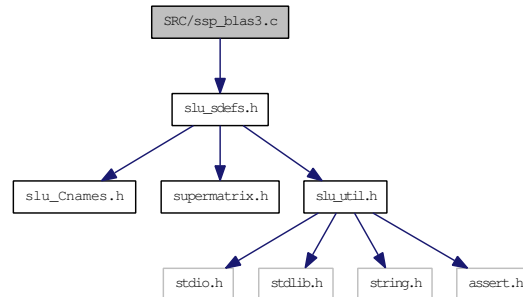 SRC/ssp_blas3.c
slu_sdefs.h
slu_Cnames.h
supermatrix.h
slu_util.h
stdio.h
stdlib.h
string.h
assert.h